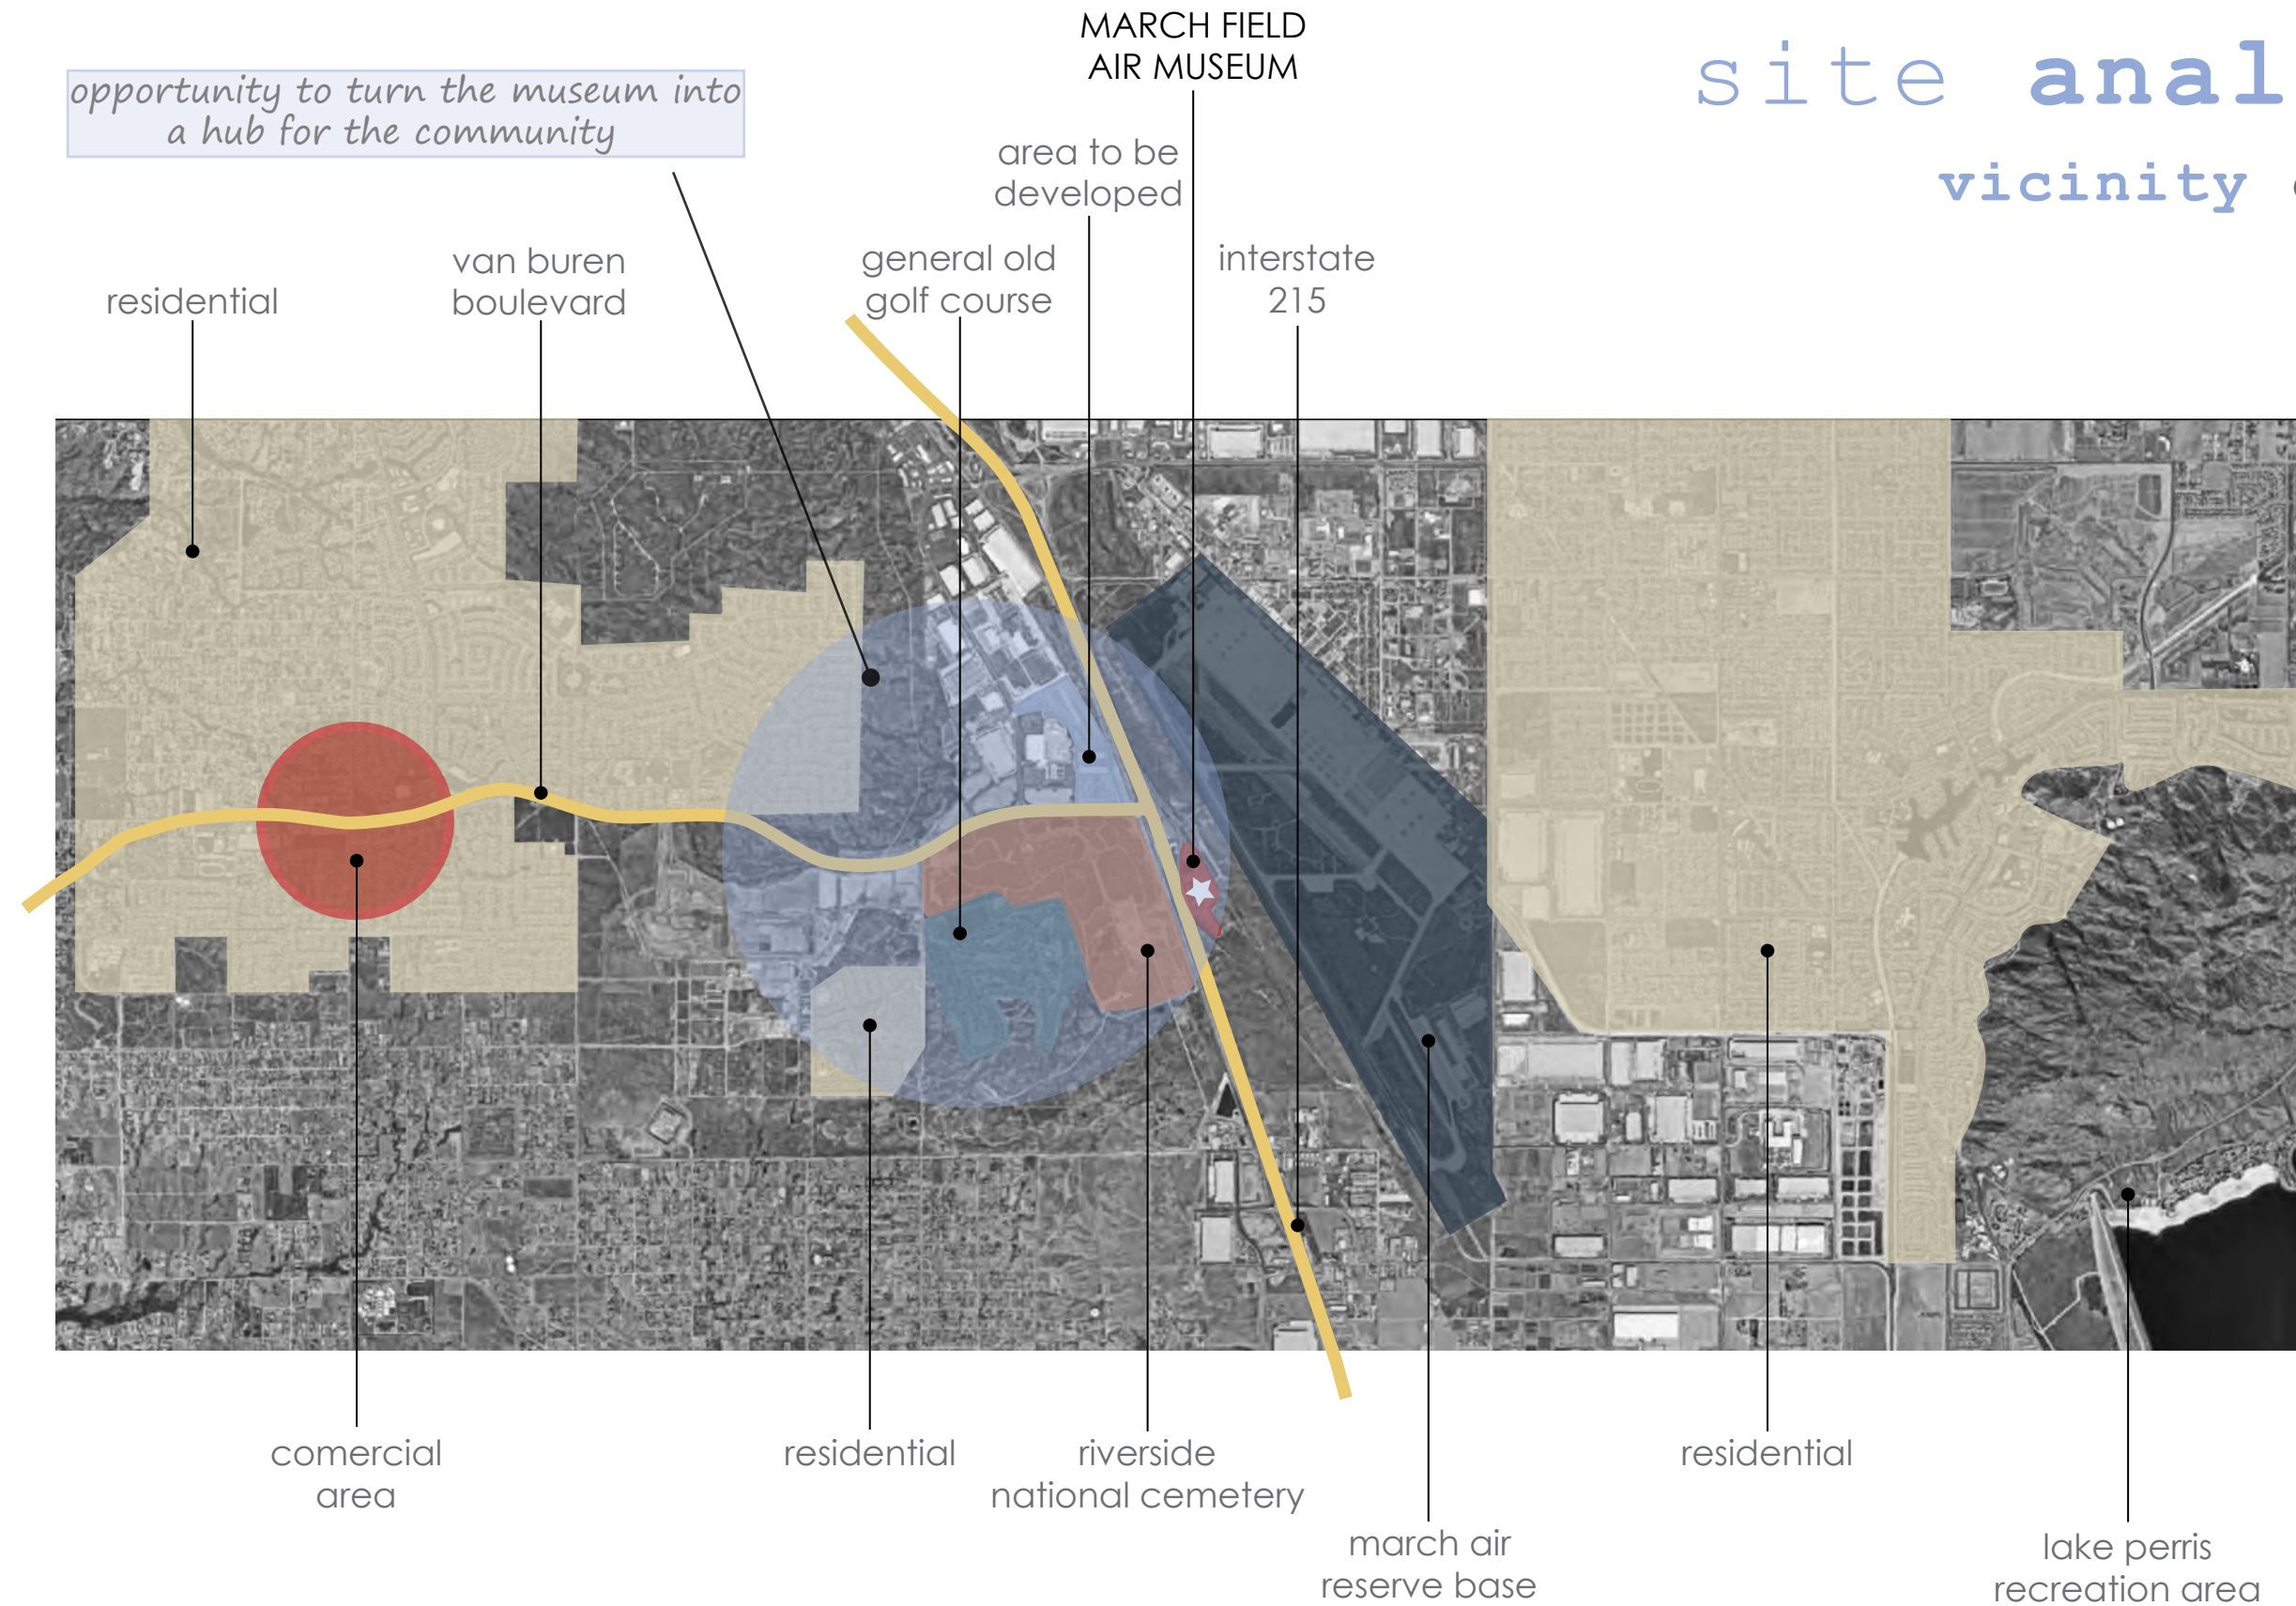 MARCH FIELD
AIR MUSEUM
site anal
vicinity
opportunity to turn the museum into
a hub for the community
area to be
developed
van buren
boulevard
general old
golf course
interstate
215
residential
comercial
area
residential
riverside
national cemetery
residential
march air
reserve base
lake perris
recreation area